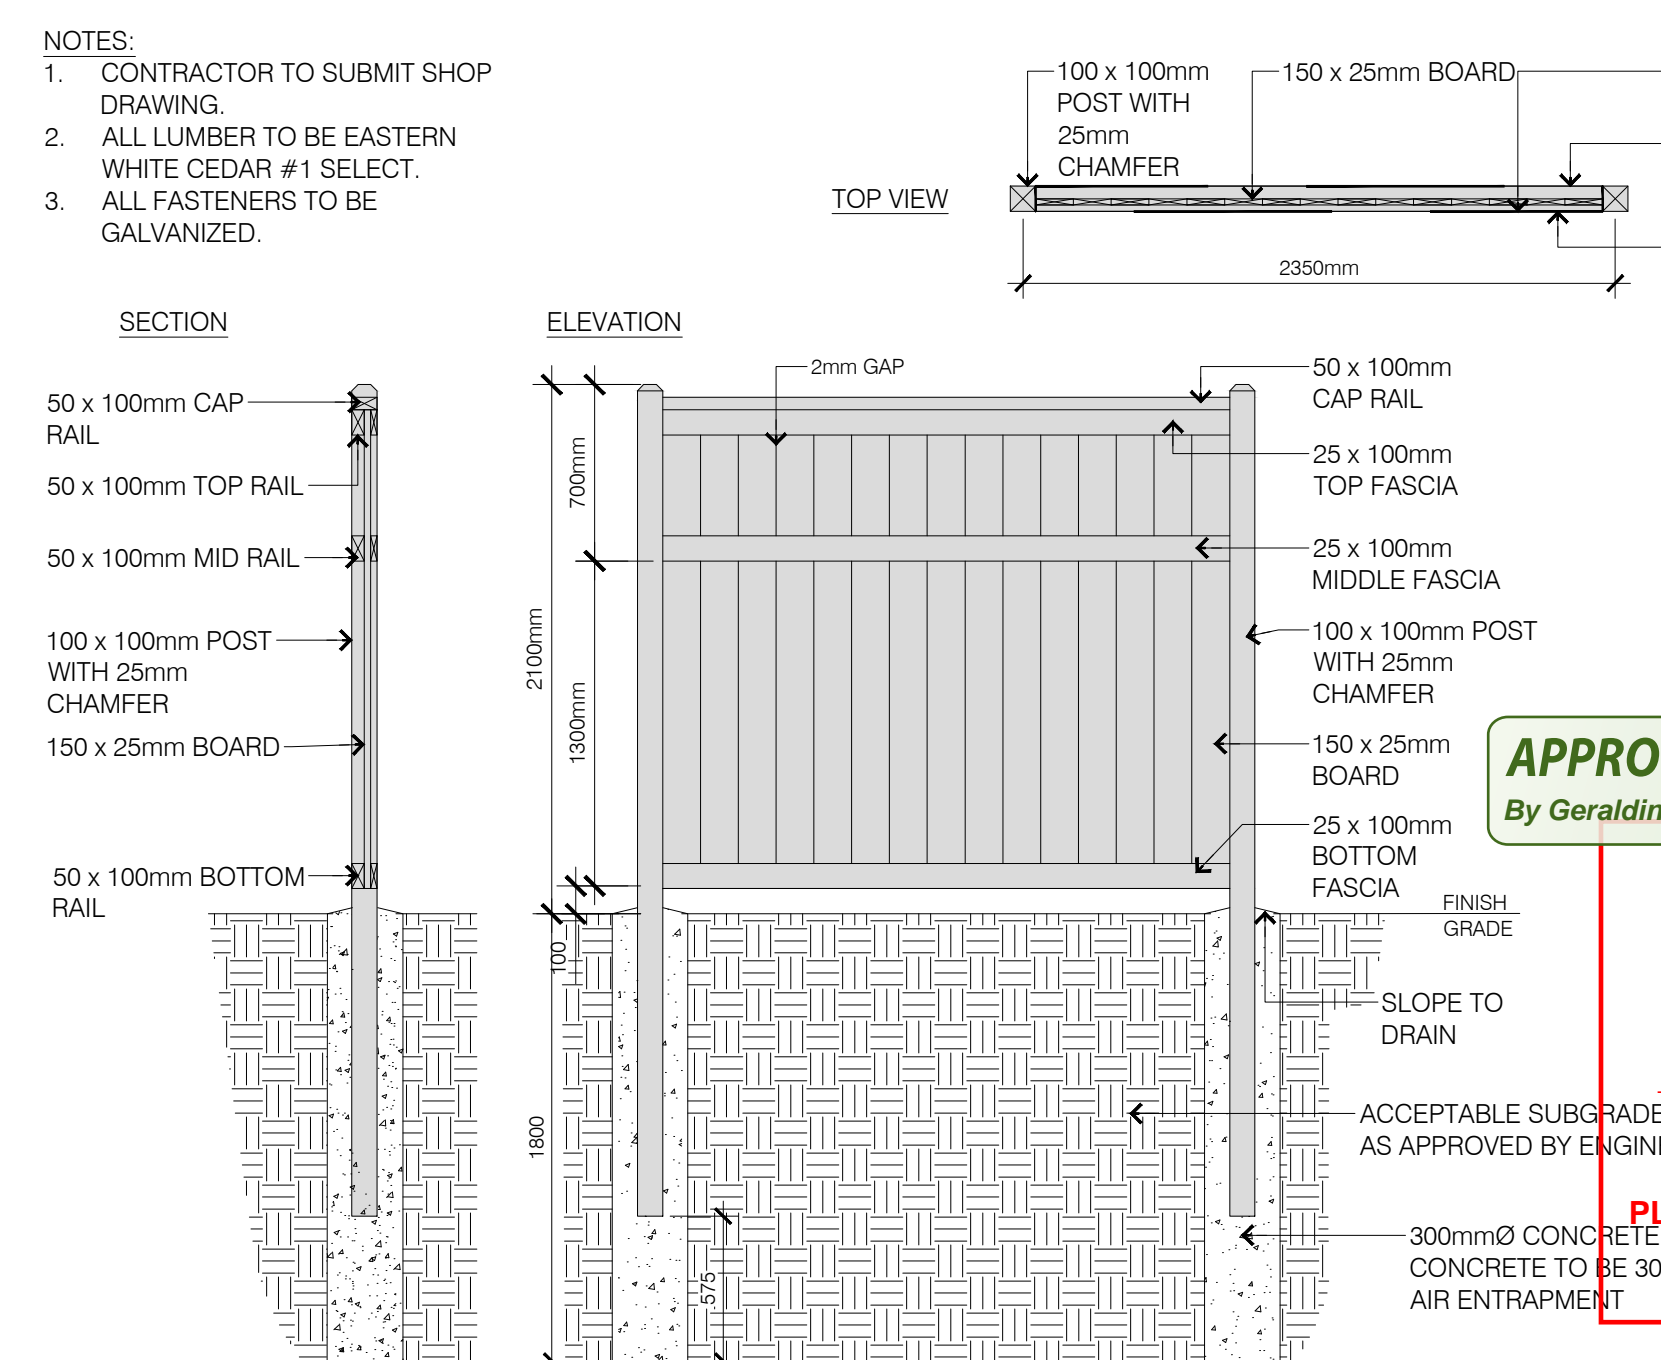 NOTES:
1. CONTRACTOR TO SUBMIT SHOP
DRAWING.
2. ALL LUMBER TO BE EASTERN
WHITE CEDAR #1 SELECT.
3. ALL FASTENERS TO BE
GALVANIZED.
100 x 100mm
POST WITH
25mm
CHAMFER
150 x 25mm BOARD
TOP VIEW
2350mm
SECTION
50 x 100mm CAP
RAIL
50 x 100mm TOP RAIL
50 x 100mm MID RAIL
100 x 100mm POST
WITH 25mm
CHAMFER
150 x 25mm BOARD
50 x 100mm BOTTOM
RAIL
ELEVATION
2mm GAP
700mm
2100mm
1300mm
100
1800
575
50 x 100mm
CAP RAIL
25 x 100mm
TOP FASCIA
25 x 100mm
MIDDLE FASCIA
100 x 100mm POST
WITH 25mm
CHAMFER
150 x 25mm
BOARD
25 x 100mm
BOTTOM
FASCIA
FINISH
GRADE
SLOPE TO
DRAIN
ACCEPTABLE SUBGRADE
AS APPROVED BY
300mmØ CONCRETE
CONCRETE TO BE 30
AIR ENTRAPMENT
APPRO
By Geraldin
PL